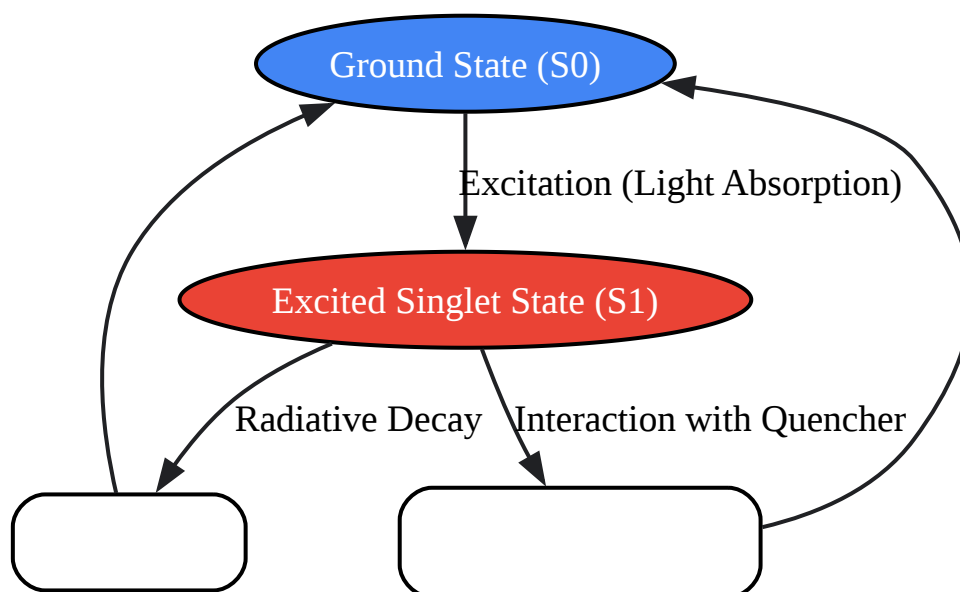 Ground State (S0)
Excitation (Light Absorption)
Excited Singlet State (S1)
Radiative Decay
Interaction with Quencher